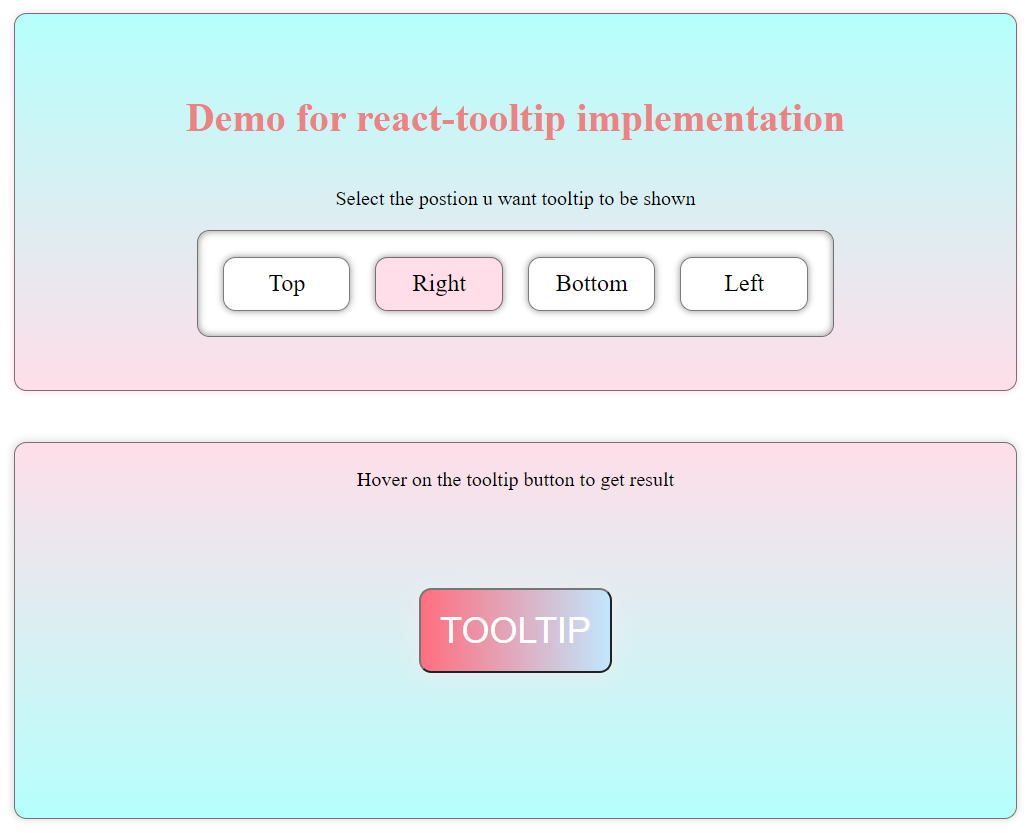 Demo for react-tooltip implementation
Select the postion u want tooltip to be shown
Top Right Bottom Left
Hover on the tooltip button to get result
TOOLTIP